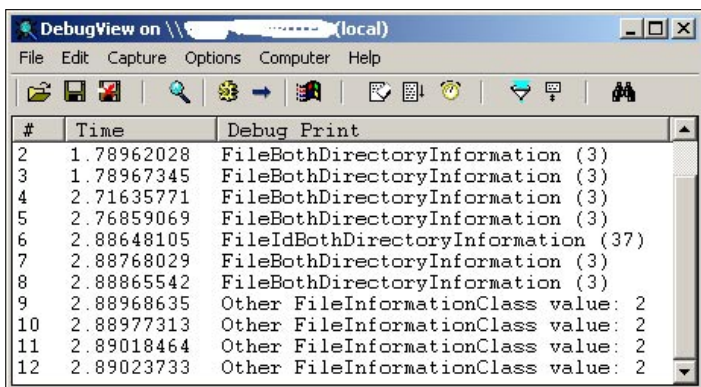 DebugView on \\ (local)
File Edit Capture Options Computer Help
# Time Debug Print
2 1.78962028 FileBothDirectoryInformation (3)
3 1.78967345 FileBothDirectoryInformation (3)
4 2.71635771 FileBothDirectoryInformation (3)
5 2.76859069 FileBothDirectoryInformation (3)
6 2.88648105 FileIdBothDirectoryInformation (37)
7 2.88768029 FileBothDirectoryInformation (3)
8 2.88865542 FileBothDirectoryInformation (3)
9 2.88968635 Other FileInformationClass value: 2
10 2.88977313 Other FileInformationClass value: 2
11 2.89018464 Other FileInformationClass value: 2
12 2.89023733 Other FileInformationClass value: 2